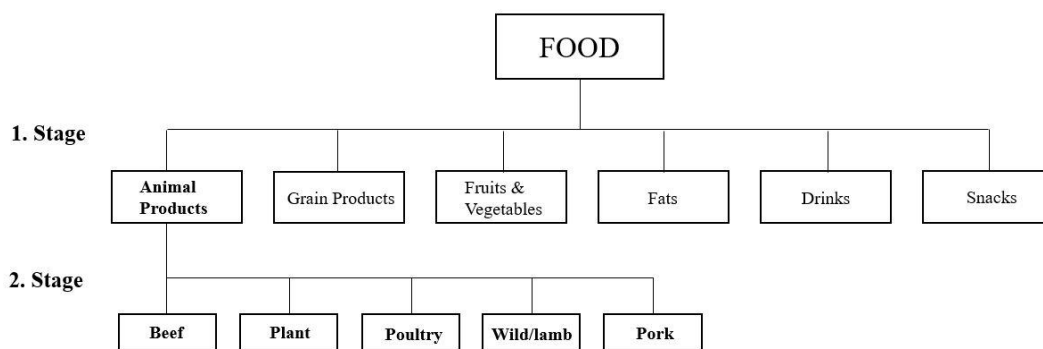 FOOD
1. Stage
Animal
Products
Grain Products
Fruits &
Vegetables
Fats
Drinks
Snacks
2. Stage
Beef
Plant
Poultry
Wild/lamb
Pork